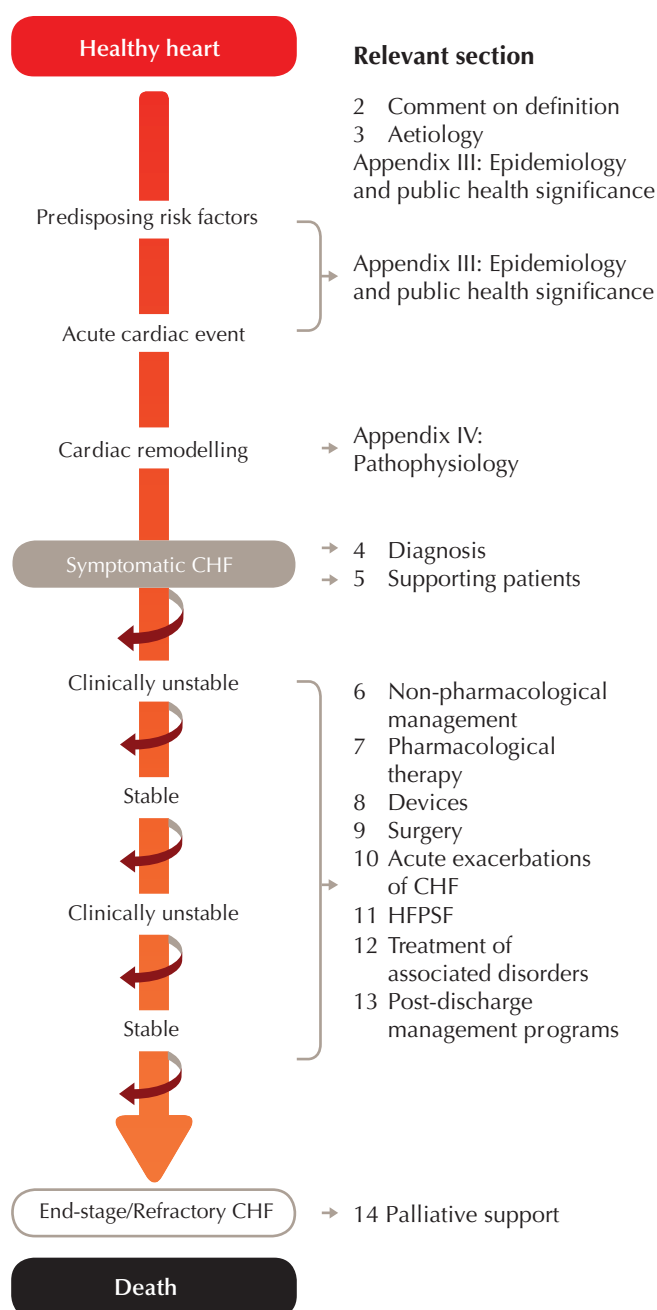 Healthy heart
Relevant section
2 Comment on definition
3 Aetiology
Appendix III: Epidemiology
and public health significance
Predisposing risk factors
Appendix III: Epidemiology
and public health significance
Acute cardiac event
Cardiac remodelling
Appendix IV:
Pathophysiology
Symptomatic CHF
4 Diagnosis
5 Supporting patients
Clinically unstable
Stable
Clinically unstable
Stable
6 Non-pharmacological
management
7 Pharmacological
therapy
8 Devices
9 Surgery
10 Acute exacerbations
of CHF
11 HFPSF
12 Treatment of
associated disorders
13 Post-discharge
management programs
End-stage/Refractory CHF
14 Palliative support
Death